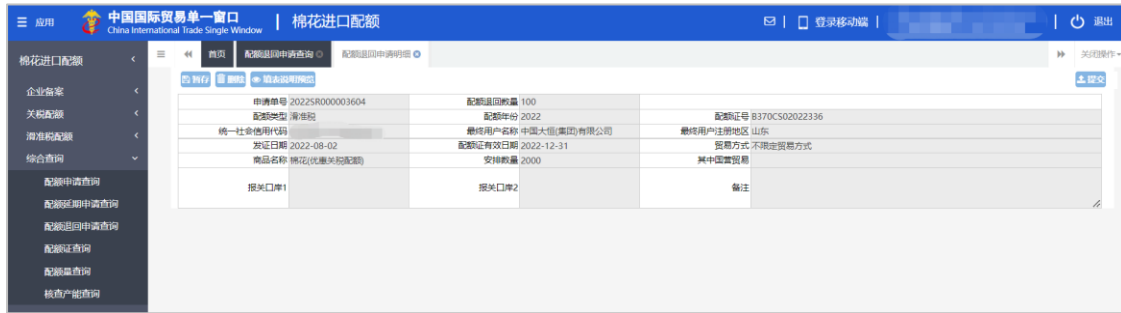 应用 中国国际贸易单一窗口 棉花进口配额 登录移动端 退出
China International Trade Single Window
棉花进口配额 首页 配额退回申请查询 配额退回申请明细 关闭操作
暂存 删除 填表说明预览 提交
企业备案
关税配额
滑准税配额
综合查询
配额申请查询
配额延期申请查询
配额退回申请查询
配额证查询
配额量查询
核查产能查询
申请单号 2022SR000003604 配额退回数量 100
配额类型 滑准税 配额年份 2022 配额证号 B370CS02022336
统一社会信用代码 最终用户名称 中国大恒(集团)有限公司 最终用户注册地区 山东
发证日期 2022-08-02 配额证有效日期 2022-12-31 贸易方式 不限定贸易方式
商品名称 棉花(优惠关税配额) 安排数量 2000 其中国营贸易
报关口岸1 报关口岸2 备注